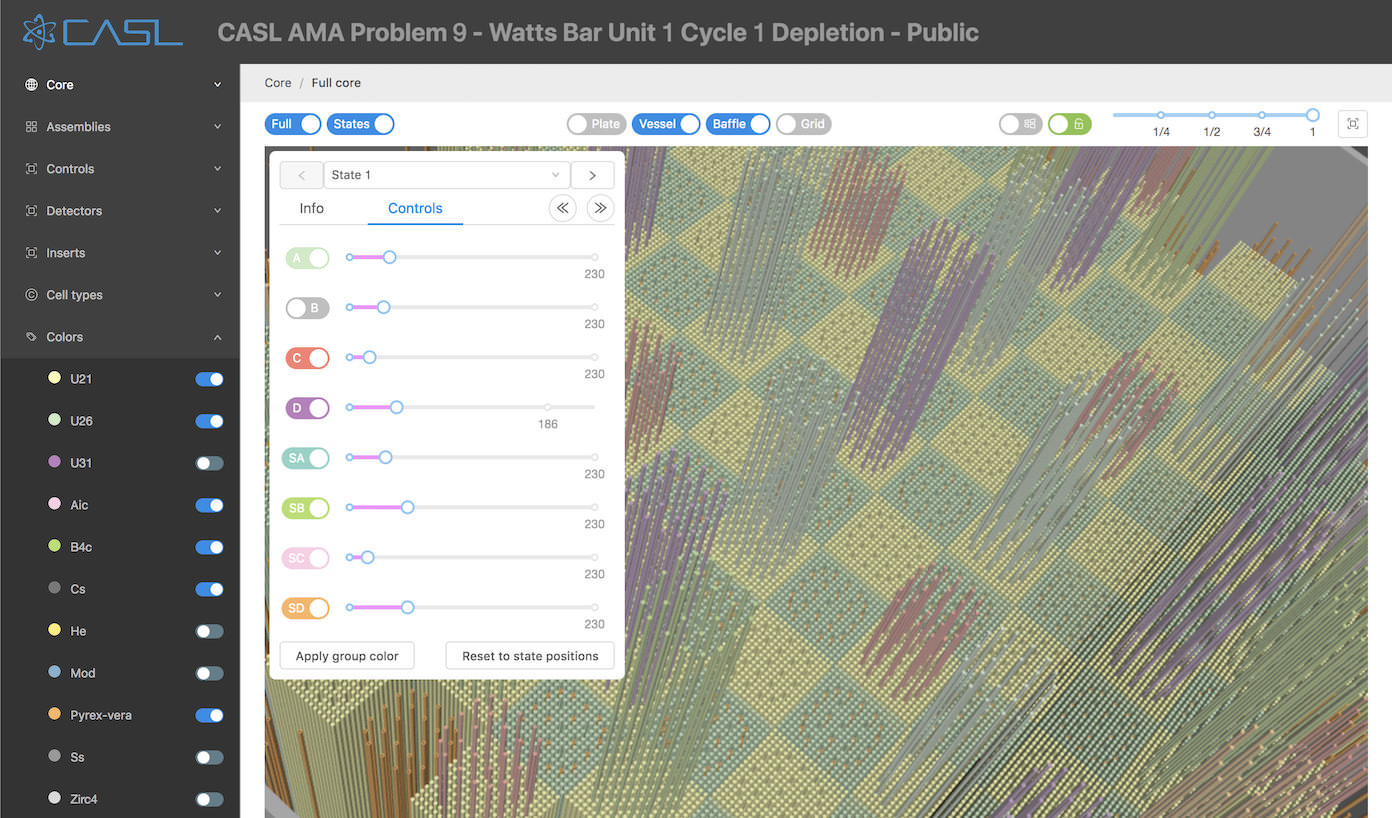 CASL
CASL AMA Problem 9 - Watts Bar Unit 1 Cycle 1 Depletion - Public
Core
Assemblies
Controls
Detectors
Inserts
Cell types
Colors
U21
U26
U31
Aic
B4c
Cs
He
Mod
Pyrex-vera
Ss
Zirc4
Core / Full core
Full States Plate Vessel Baffle Grid
1/4 1/2 3/4 1
State 1
Info Controls
A
230
B
230
C
230
D
186
SA
230
SB
230
SC
230
SD
230
Apply group color Reset to state positions